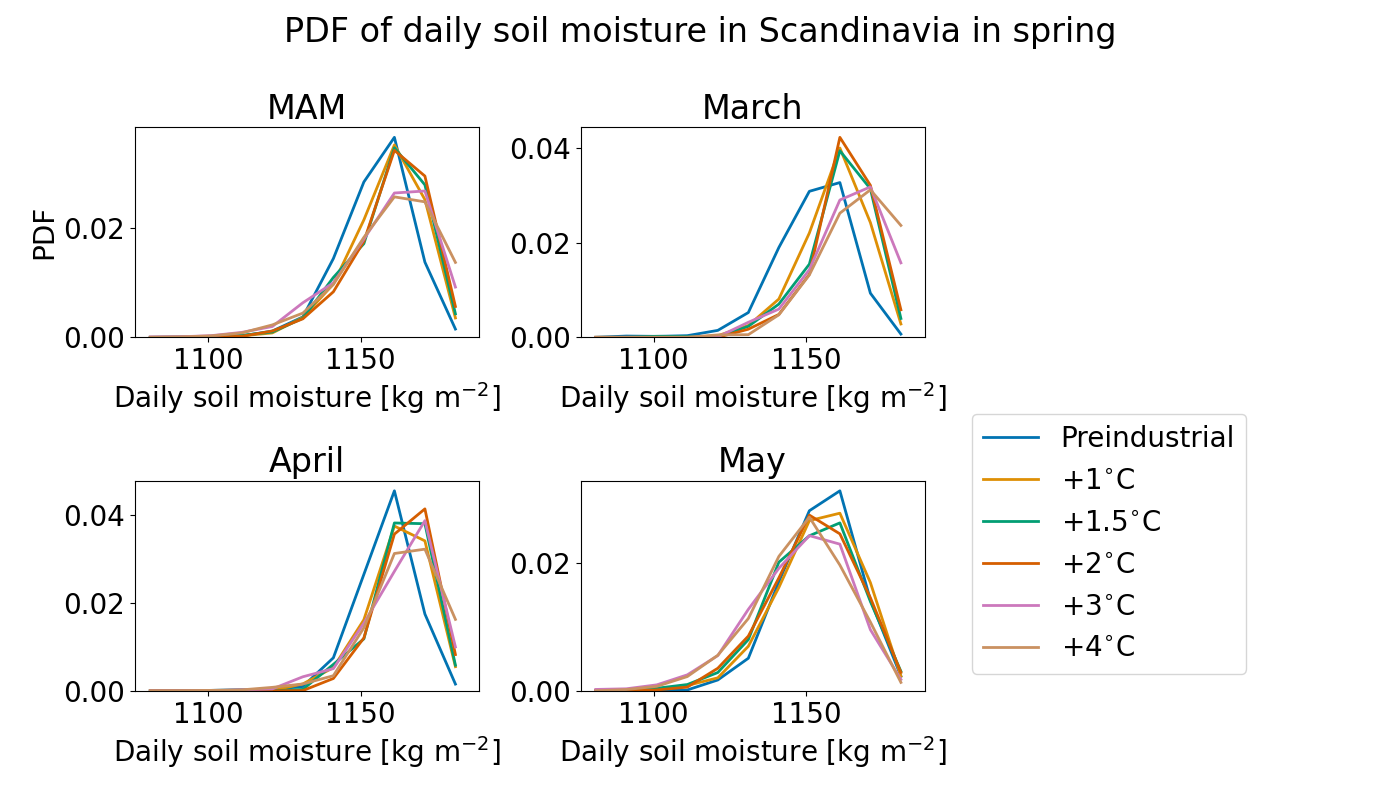 PDF of daily soil moisture in Scandinavia in spring
MAM
PDF
0.02
0.00
1100 1150
Daily soil moisture [kg m⁻²]
March
0.04
0.02
0.00
1100 1150
Daily soil moisture [kg m⁻²]
April
0.04
0.02
0.00
1100 1150
Daily soil moisture [kg m⁻²]
May
0.02
0.00
1100 1150
Daily soil moisture [kg m⁻²]
Preindustrial
+1°C
+1.5°C
+2°C
+3°C
+4°C